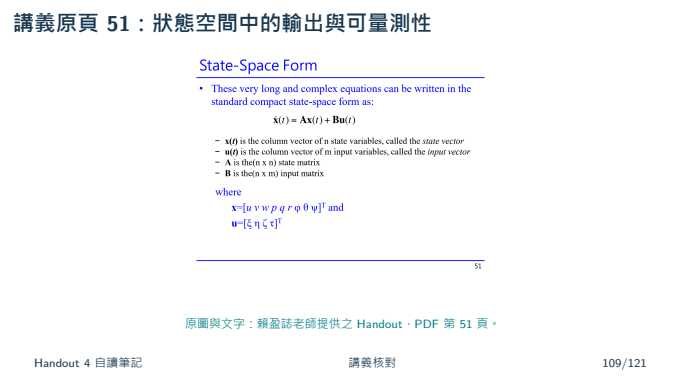 講義原頁 51：狀態空間中的輸出與可量測性
State-Space Form
• These very long and complex equations can be written in the
standard compact state-space form as:
ẋ(t) = Ax(t) + Bu(t)
– x(t) is the column vector of n state variables, called the state vector
– u(t) is the column vector of m input variables, called the input vector
– A is the(n x n) state matrix
– B is the(n x m) input matrix
where
x=[u v w p q r φ θ ψ]ᵀ and
u=[ξ η ζ τ]ᵀ
51
原圖與文字：賴盈誌老師提供之 Handout，PDF 第 51 頁。
Handout 4 自讀筆記
講義核對
109/121